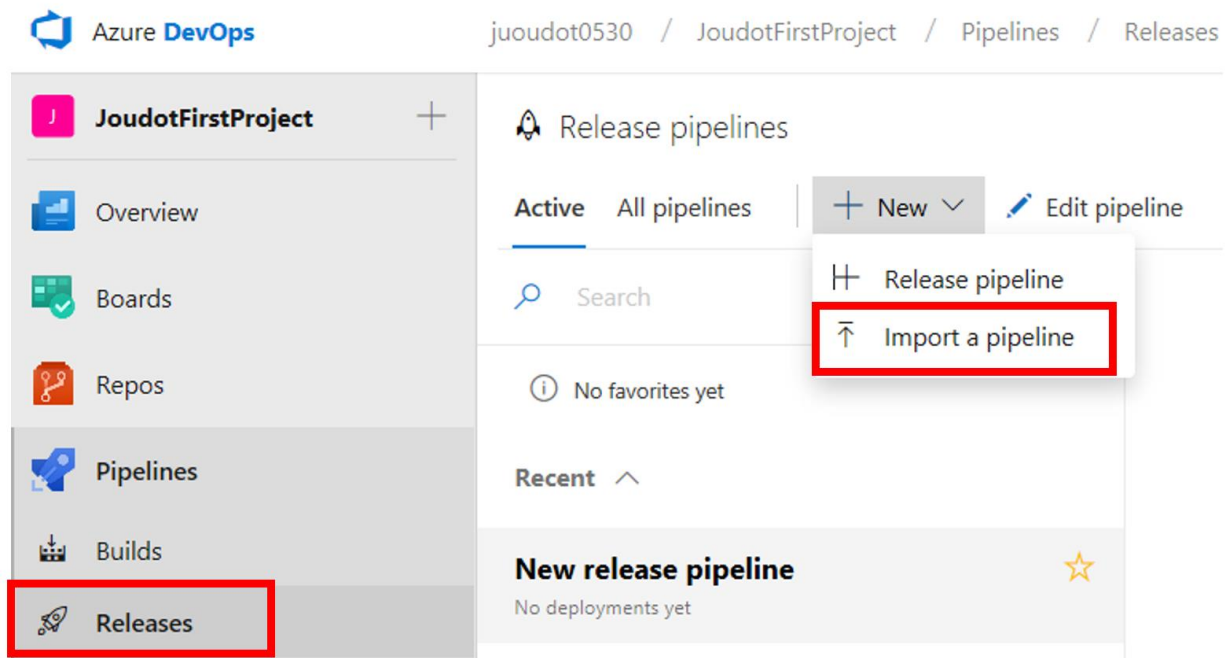 Azure DevOps
juoudot0530 / JoudotFirstProject / Pipelines / Releases
J JoudotFirstProject
Overview
Boards
Repos
Pipelines
Builds
Releases
Release pipelines
Active All pipelines New Edit pipeline
Release pipeline
Import a pipeline
Search
No favorites yet
Recent
New release pipeline
No deployments yet